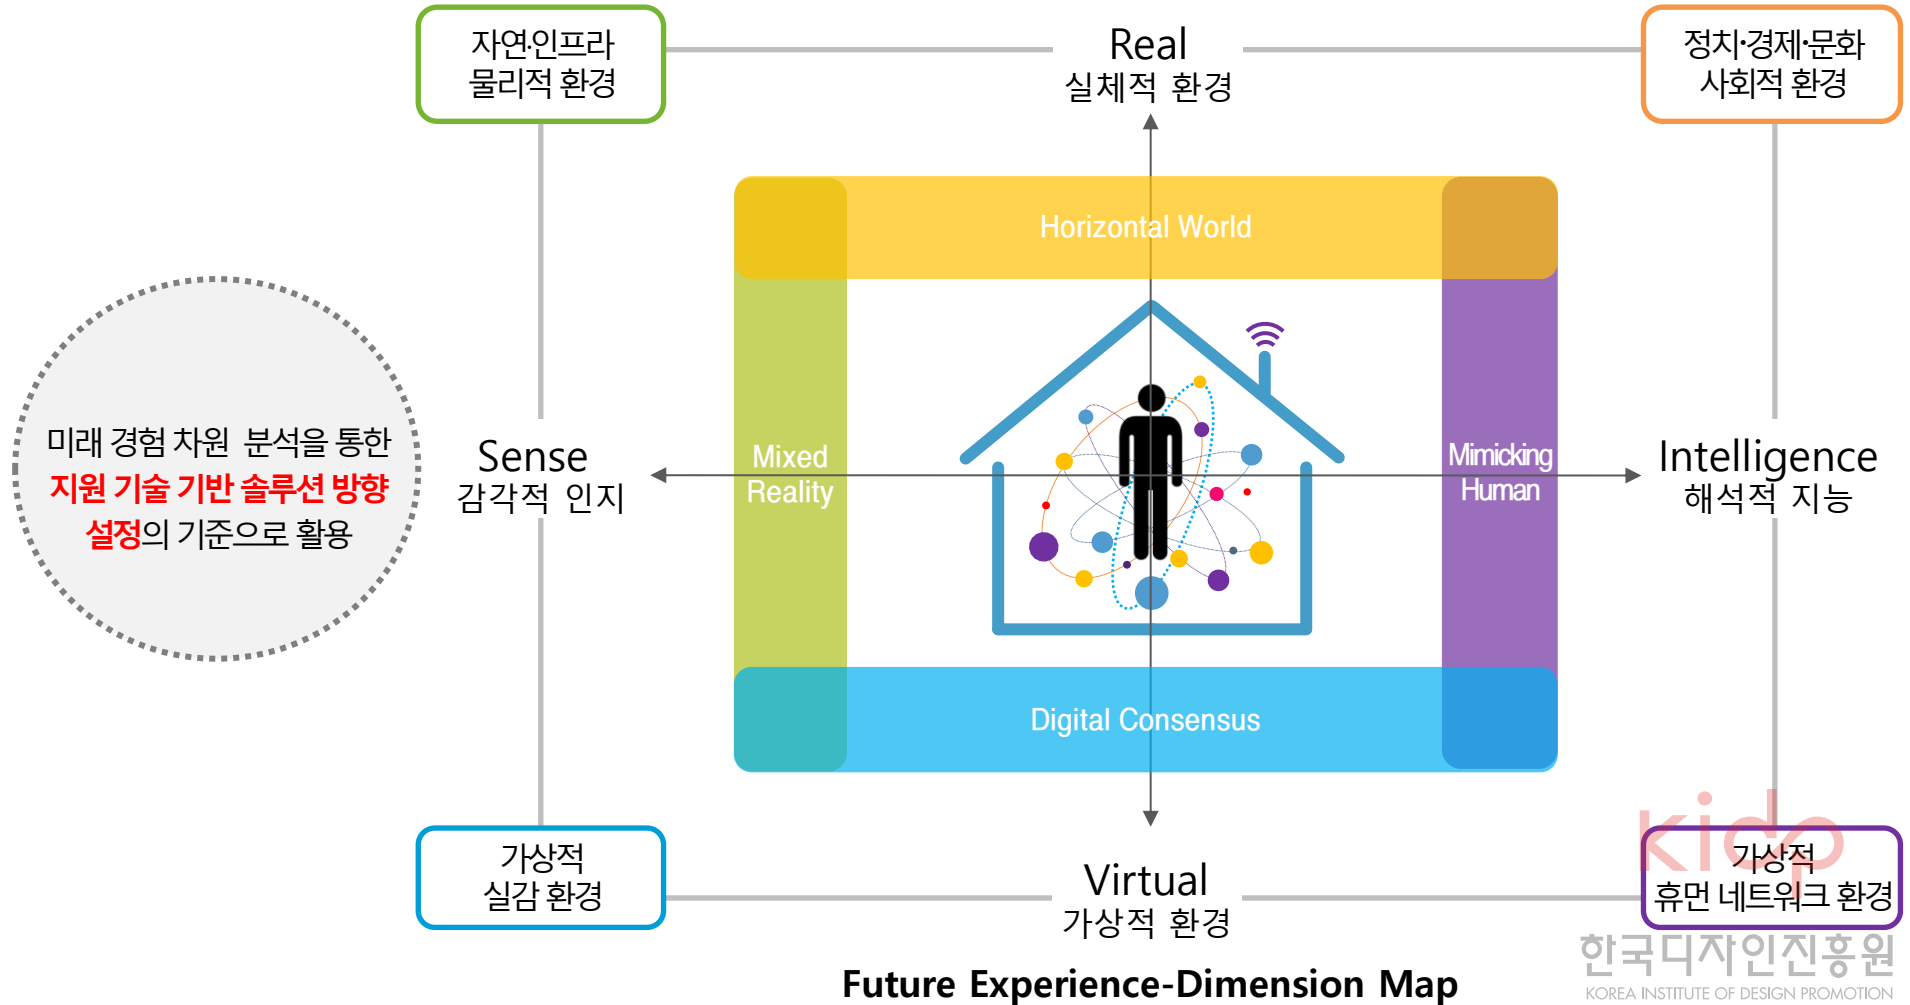 자연·인프라
물리적 환경
Real
실체적 환경
정치·경제·문화
사회적 환경
Horizontal World
미래 경험 차원 분석을 통한
지원 기술 기반 솔루션 방향
설정의 기준으로 활용
Sense
감각적 인지
Mixed
Reality
Mimicking
Human
Intelligence
해석적 지능
Digital Consensus
가상적
실감 환경
Virtual
가상적 환경
kidp
가상적
휴먼 네트워크 환경
한국디자인진흥원
KOREA INSTITUTE OF DESIGN PROMOTION
Future Experience-Dimension Map